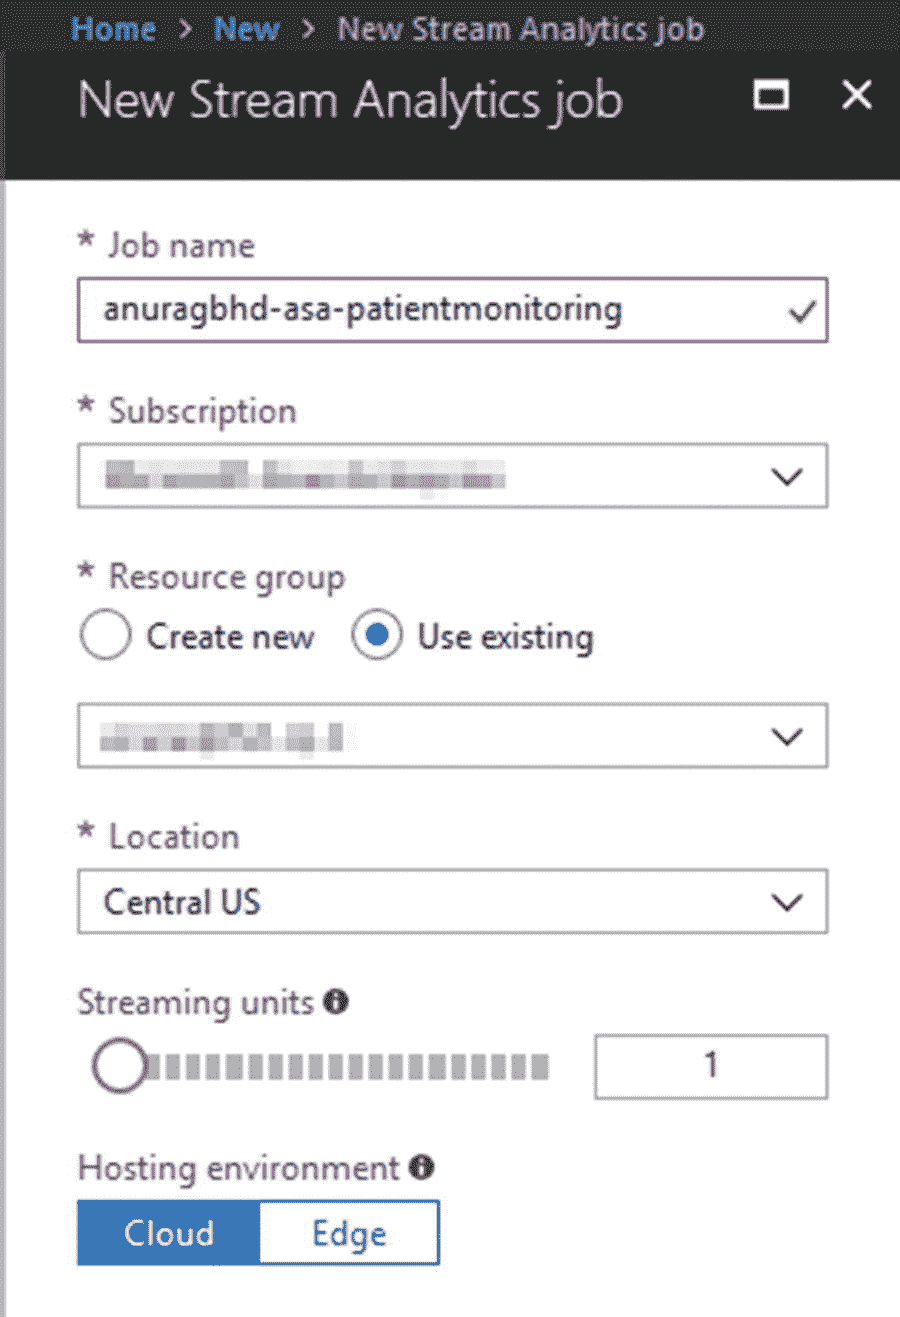 Home > New > New Stream Analytics job
New Stream Analytics job
* Job name
anuragbhd-asa-patientmonitoring
* Subscription
* Resource group
Create new Use existing
* Location
Central US
Streaming units
1
Hosting environment
Cloud Edge